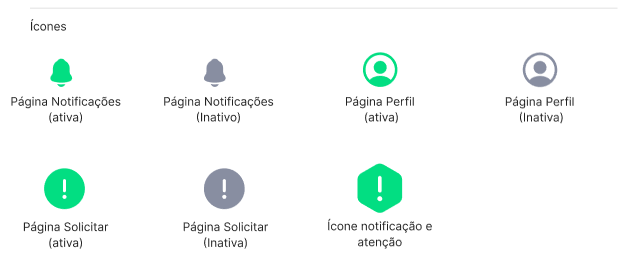 Ícones
Página Notificações
(ativa)
Página Notificações
(Inativo)
Página Perfil
(ativa)
Página Perfil
(Inativa)
Página Solicitar
(ativa)
Página Solicitar
(Inativa)
Ícone notificação e
atenção